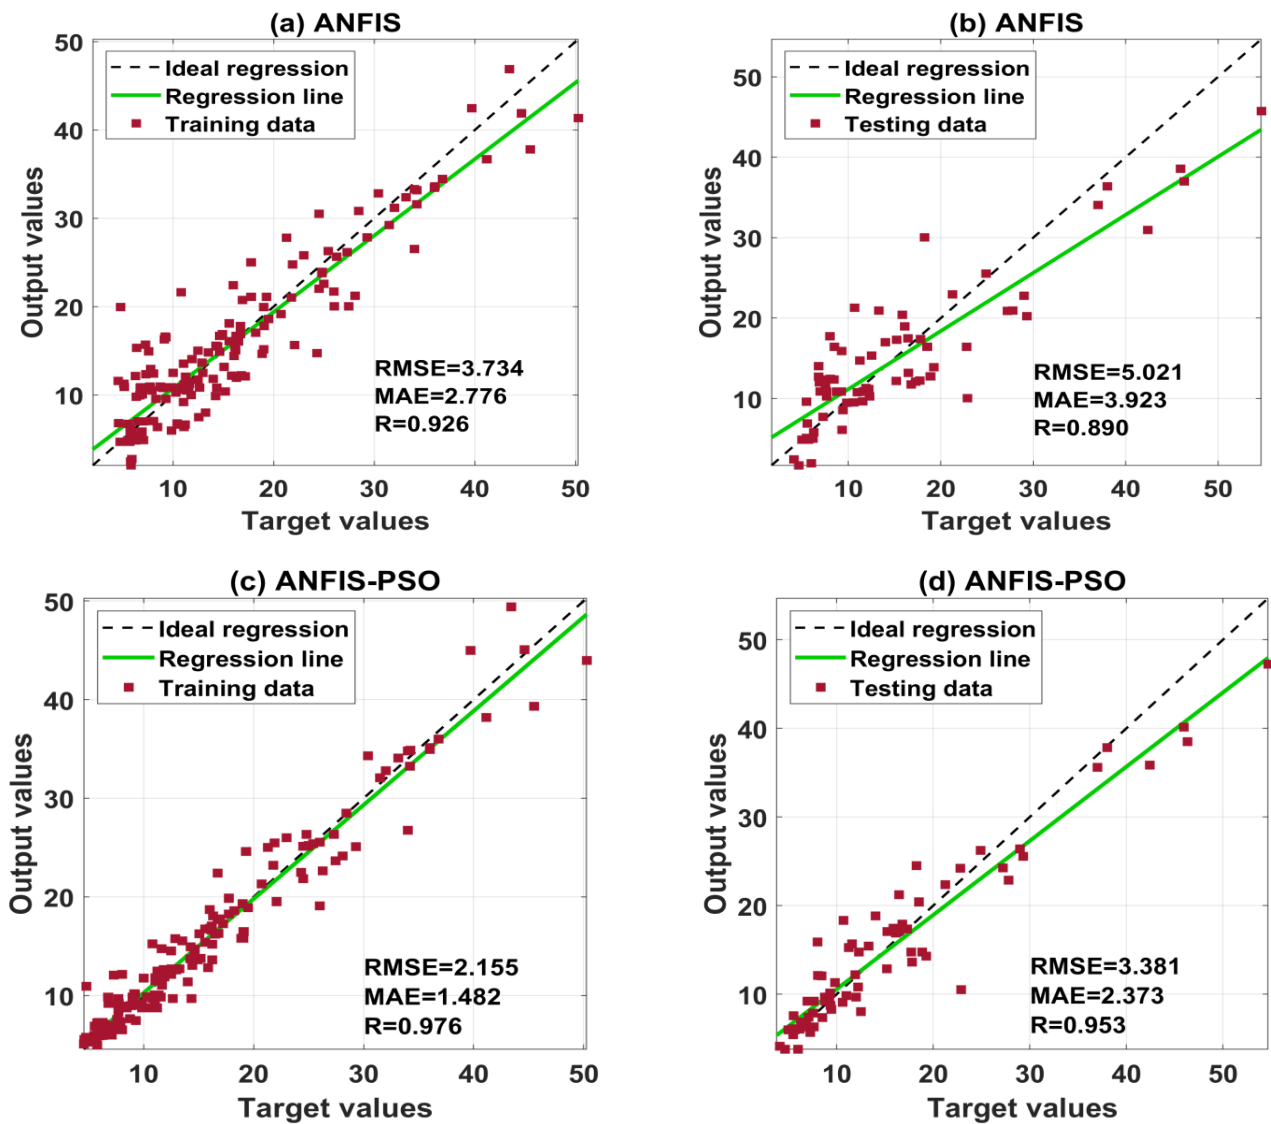 (a) ANFIS
50
40
30
20
10
Output values
Ideal regression
Regression line
Training data
RMSE=3.734
MAE=2.776
R=0.926
10 20 30 40 50
Target values
(b) ANFIS
50
40
30
20
10
Output values
Ideal regression
Regression line
Testing data
RMSE=5.021
MAE=3.923
R=0.890
10 20 30 40 50
Target values
(c) ANFIS-PSO
50
40
30
20
10
Output values
Ideal regression
Regression line
Training data
RMSE=2.155
MAE=1.482
R=0.976
10 20 30 40 50
Target values
(d) ANFIS-PSO
50
40
30
20
10
Output values
Ideal regression
Regression line
Testing data
RMSE=3.381
MAE=2.373
R=0.953
10 20 30 40 50
Target values